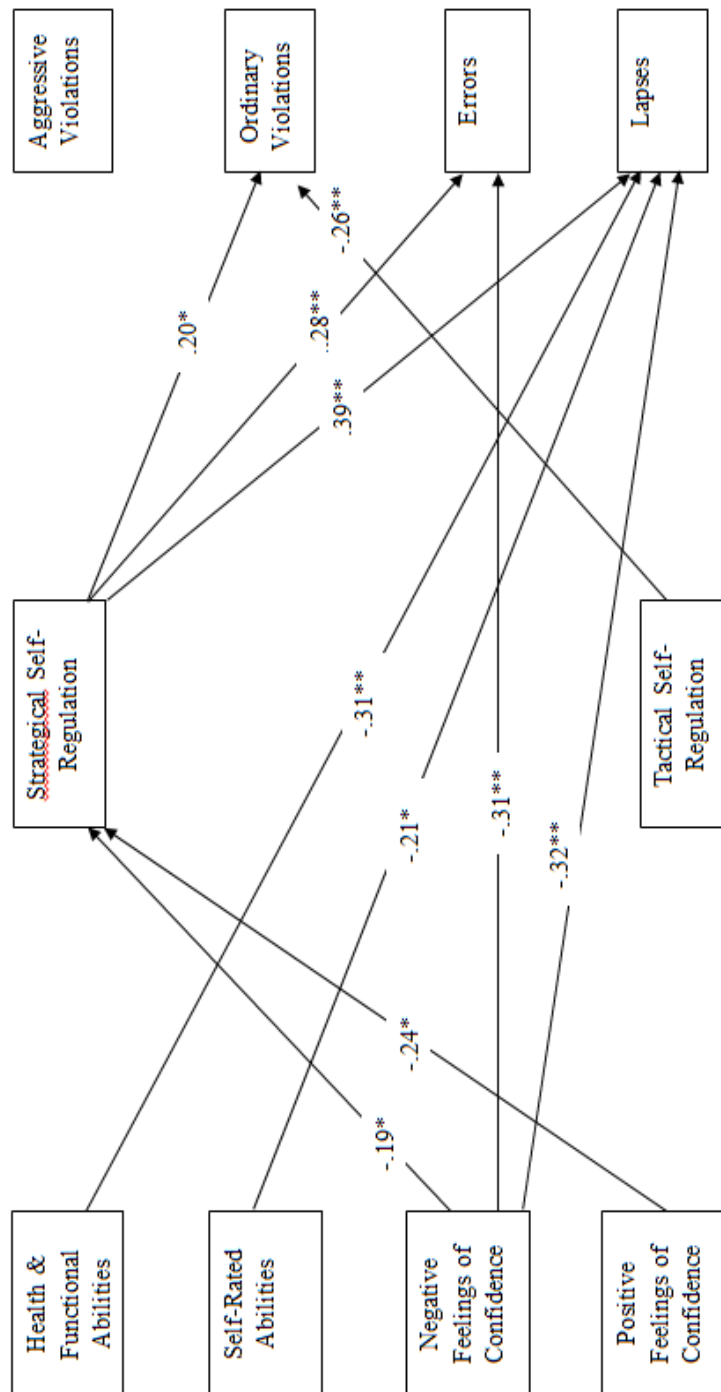 Health &
Functional
Abilities
Self-Rated
Abilities
Negative
Feelings of
Confidence
Positive
Feelings of
Confidence
-.19*
-.24*
-.31**
-.21*
-.31**
-.32**
Strategical Self-
Regulation
Tactical Self-
Regulation
.20*
.28**
.39**
-.26**
Aggressive
Violations
Ordinary
Violations
Errors
Lapses